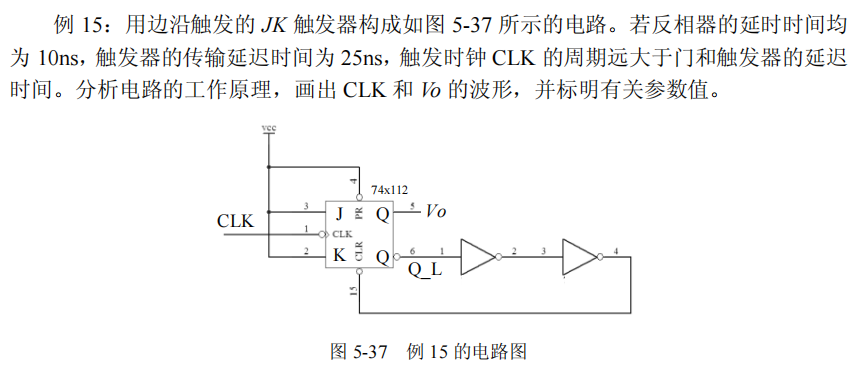 例 15：用边沿触发的 JK 触发器构成如图 5-37 所示的电路。若反相器的延时时间均
为 10ns，触发器的传输延迟时间为 25ns，触发时钟 CLK 的周期远大于门和触发器的延迟
时间。分析电路的工作原理，画出 CLK 和 Vo 的波形，并标明有关参数值。
vcc
4
74x112
3 J PR Q 5 Vo
CLK
1 CLK
2 K CLR Q 6 1 2 3 4
Q_L
15
图 5-37 例 15 的电路图